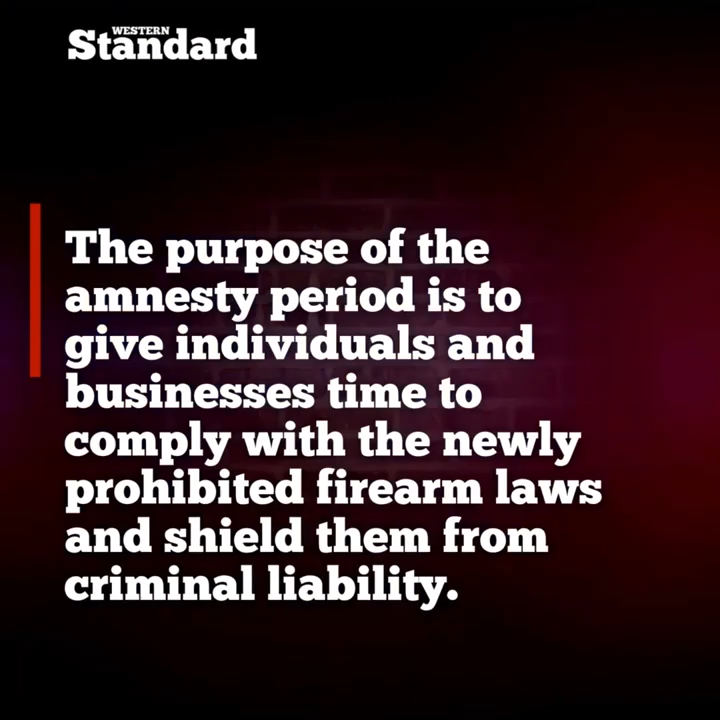 WESTERN
Standard
The purpose of the
amnesty period is to
give individuals and
businesses time to
comply with the newly
prohibited firearm laws
and shield them from
criminal liability.